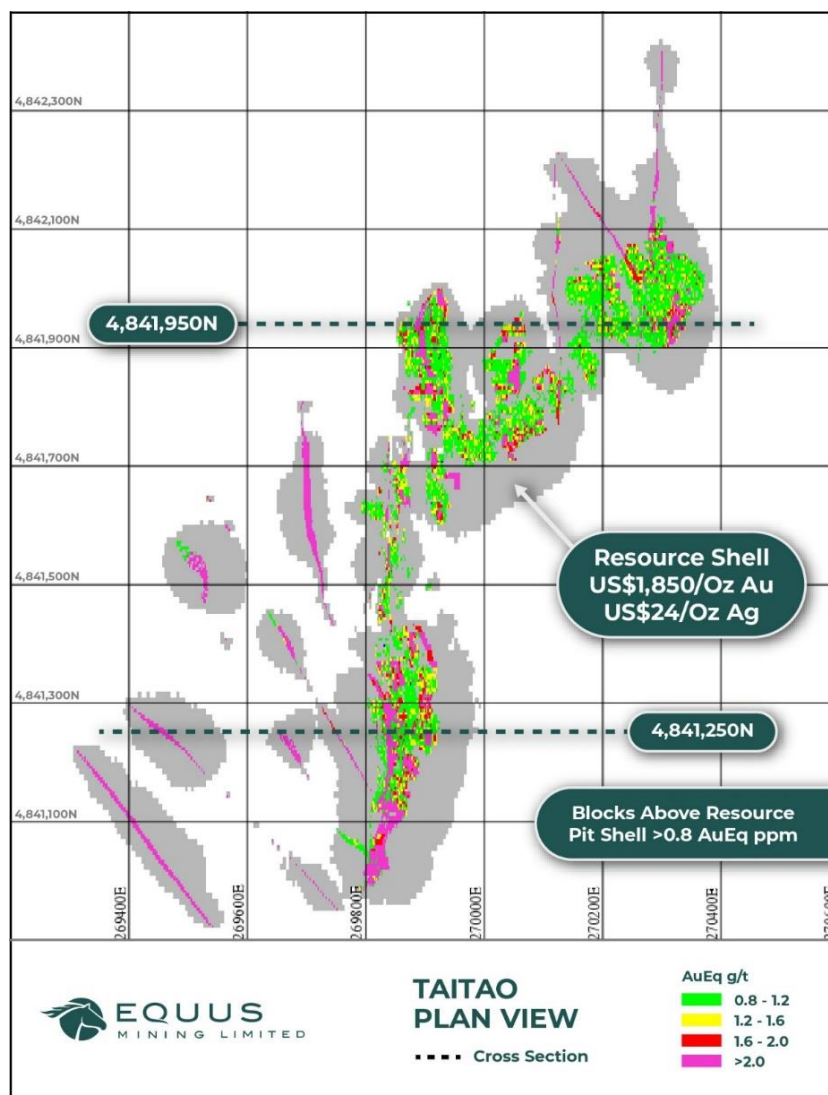 4,842,300N
4,842,100N
4,841,950N
4,841,900N
4,841,700N
Resource Shell
US$1,850/Oz Au
US$24/Oz Ag
4,841,500N
4,841,300N
4,841,250N
Blocks Above Resource
Pit Shell >0.8 AuEq ppm
4,841,100N
269400E
269600E
269800E
270000E
270200E
270400E
EQUUS
MINING LIMITED
TAITAO
PLAN VIEW
Cross Section
AuEq g/t
0.8 - 1.2
1.2 - 1.6
1.6 - 2.0
>2.0